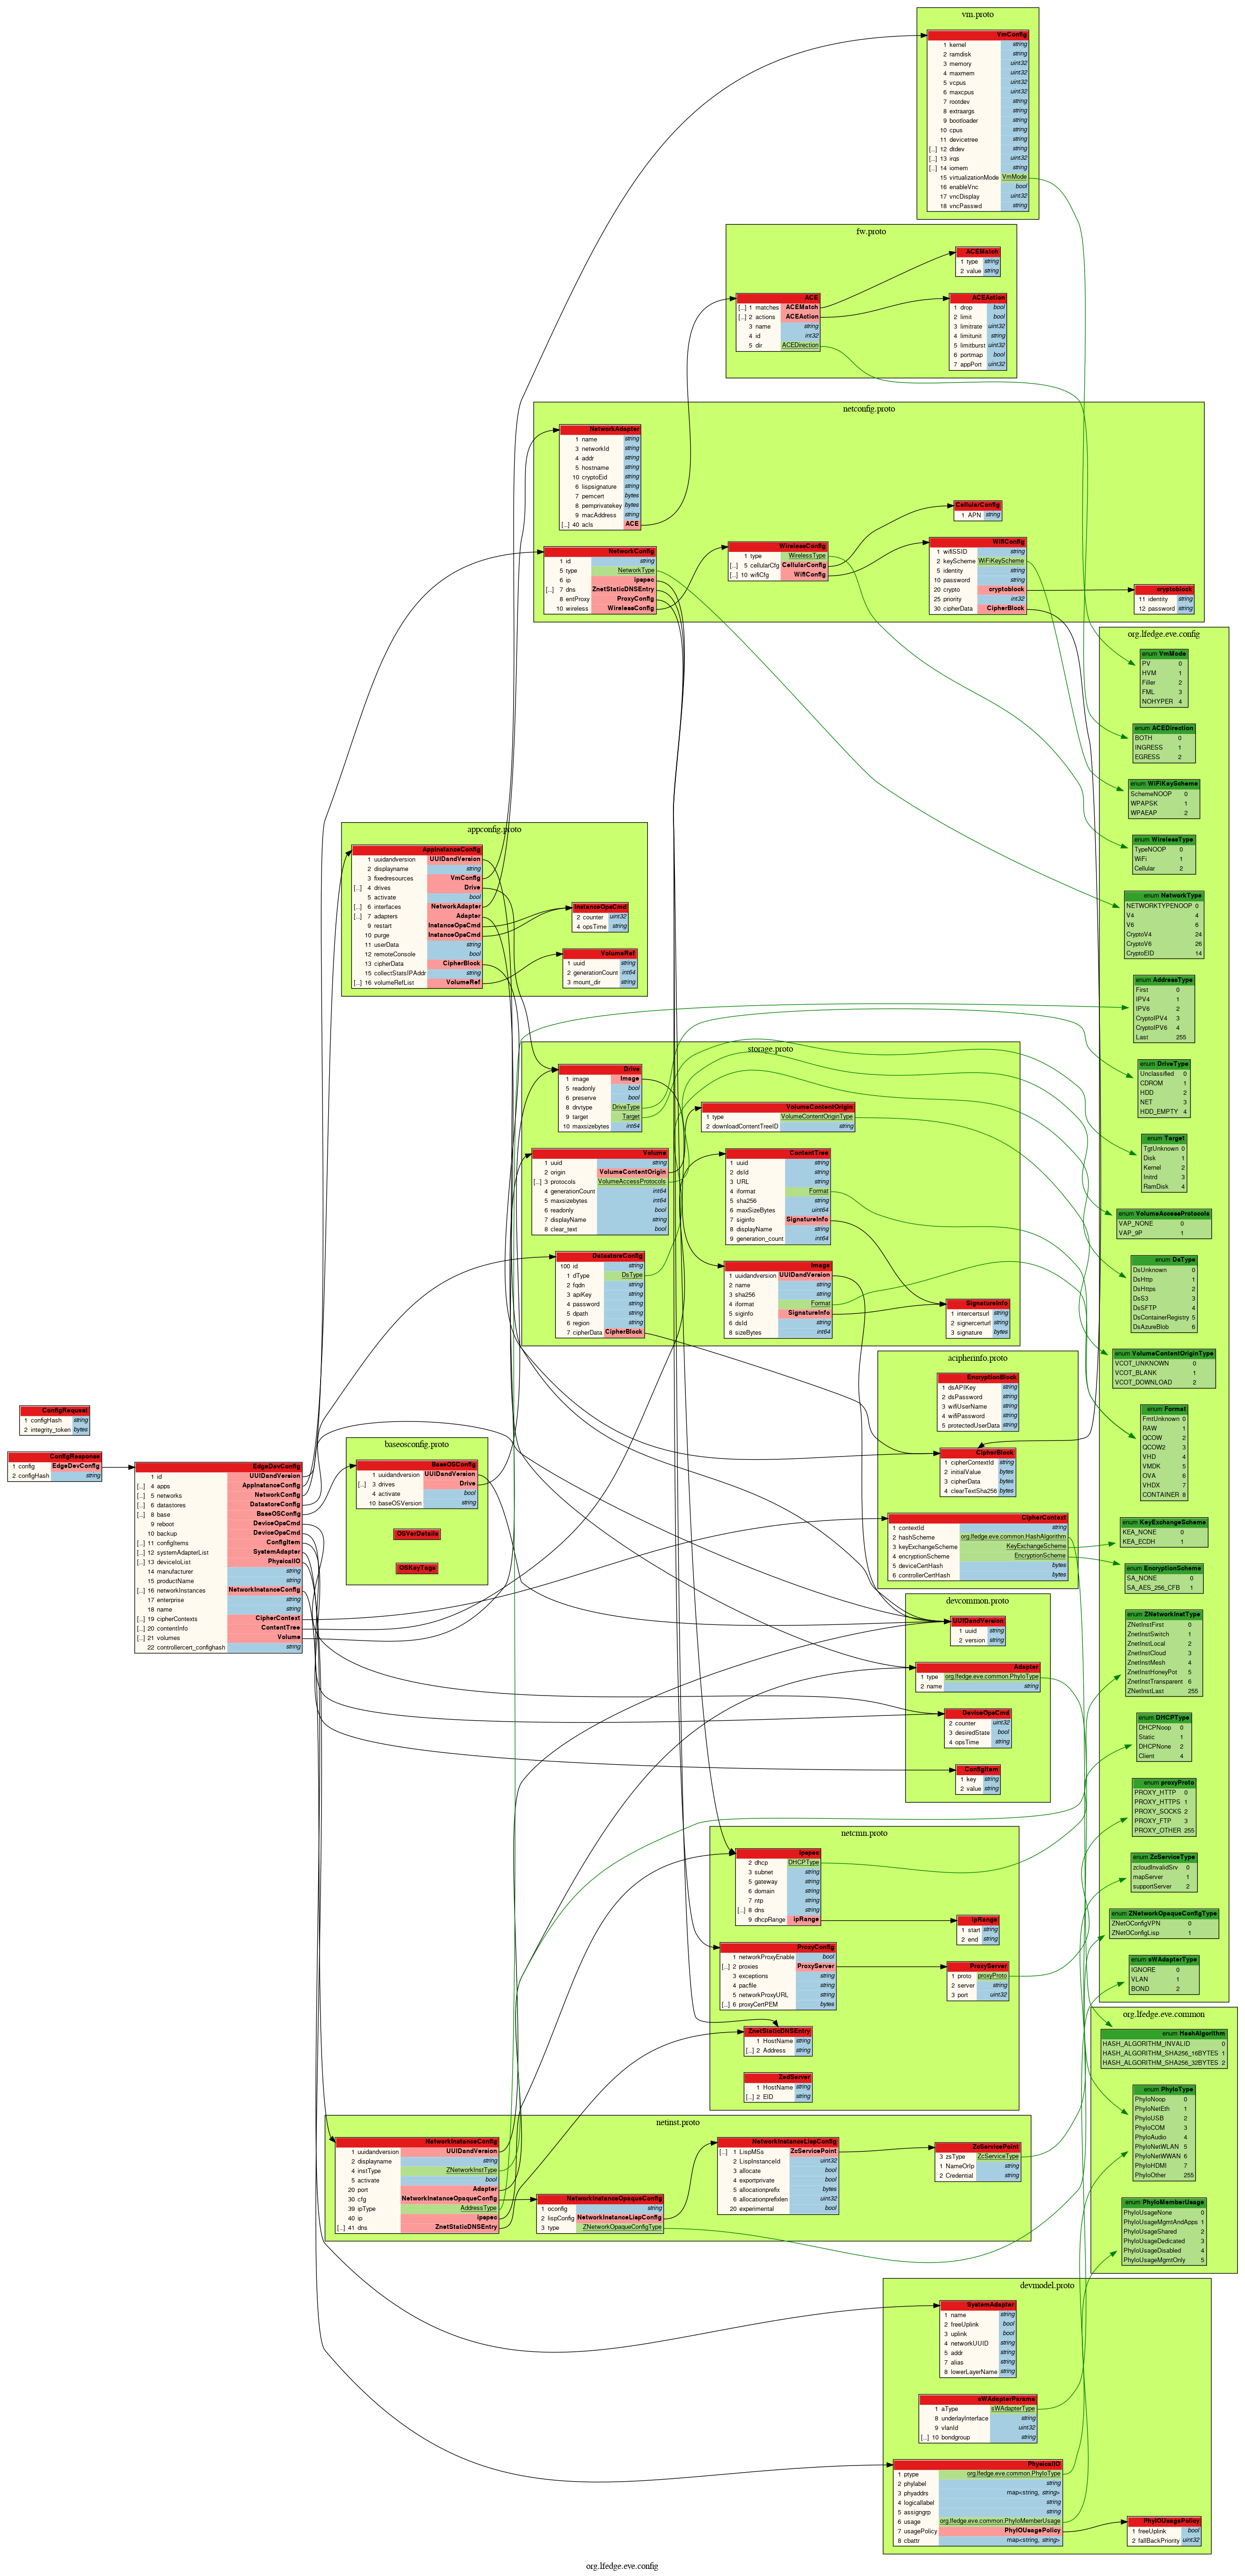 vm.proto
VmConfig
1 kernel string
2 ramdisk string
3 memory uint32
4 maxmem uint32
5 vcpus uint32
6 maxcpus uint32
7 rootdev string
8 extraargs string
9 bootloader string
10 cpus string
11 devicetree string
[...] 12 dtdev string
[...] 13 irqs uint32
[...] 14 iomem string
15 virtualizationMode VmMode
16 enableVnc bool
17 vncDisplay uint32
18 vncPasswd string
fw.proto
ACEMatch
1 type string
2 value string
ACE
[...] 1 matches ACEMatch
[...] 2 actions ACEAction
3 name string
4 id int32
5 dir ACEDirection
ACEAction
1 drop bool
2 limit bool
3 limitrate uint32
4 limitunit string
5 limitburst uint32
6 portmap bool
7 appPort uint32
netconfig.proto
NetworkAdapter
1 name string
3 networkId string
4 addr string
5 hostname string
10 cryptoEid string
6 lispsignature string
7 pemcert bytes
8 pemprivatekey bytes
9 macAddress string
[...] 40 acls ACE
NetworkConfig
1 id string
5 type NetworkType
6 ip ipspec
[...] 7 dns ZnetStaticDNSEntry
8 entProxy ProxyConfig
10 wireless WirelessConfig
WirelessConfig
1 type WirelessType
[...] 5 cellularCfg CellularConfig
[...] 10 wifiCfg WifiConfig
CellularConfig
1 APN string
WifiConfig
1 wifiSSID string
2 keyScheme WiFiKeyScheme
5 identity string
10 password string
20 crypto cryptoblock
25 priority int32
30 cipherData CipherBlock
cryptoblock
11 identity string
12 password string
org.lfedge.eve.config
enum VmMode
PV 0
HVM 1
Filler 2
FML 3
NOHYPER 4
enum ACEDirection
BOTH 0
INGRESS 1
EGRESS 2
enum WiFiKeyScheme
SchemeNOOP 0
WPAPSK 1
WPAEAP 2
enum WirelessType
TypeNOOP 0
WiFi 1
Cellular 2
enum NetworkType
NETWORKTYPENOOP 0
V4 4
V6 6
CryptoV4 24
CryptoV6 26
CryptoEID 14
enum AddressType
First 0
IPV4 1
IPV6 2
CryptoIPV4 3
CryptoIPV6 4
Last 255
enum DriveType
Unclassified 0
CDROM 1
HDD 2
NET 3
HDD_EMPTY 4
enum Target
TgtUnknown 0
Disk 1
Kernel 2
Initrd 3
RamDisk 4
enum VolumeAccessProtocols
VAP_NONE 0
VAP_9P 1
enum DsType
DsUnknown 0
DsHttp 1
DsHttps 2
DsS3 3
DsSFTP 4
DsContainerRegistry 5
DsAzureBlob 6
enum VolumeContentOriginType
VCOT_UNKNOWN 0
VCOT_BLANK 1
VCOT_DOWNLOAD 2
enum Format
FmtUnknown 0
RAW 1
QCOW 2
QCOW2 3
VHD 4
VMDK 5
OVA 6
VHDX 7
CONTAINER 8
enum KeyExchangeScheme
KEA_NONE 0
KEA_ECDH 1
enum EncryptionScheme
SA_NONE 0
SA_AES_256_CFB 1
enum ZNetworkInstType
ZNetInstFirst 0
ZnetInstSwitch 1
ZnetInstLocal 2
ZnetInstCloud 3
ZnetInstMesh 4
ZnetInstHoneyPot 5
ZnetInstTransparent 6
ZNetInstLast 255
enum DHCPType
DHCPNoop 0
Static 1
DHCPNone 2
Client 4
enum proxyProto
PROXY_HTTP 0
PROXY_HTTPS 1
PROXY_SOCKS 2
PROXY_FTP 3
PROXY_OTHER 255
enum ZcServiceType
zcloudInvalidSrv 0
mapServer 1
supportServer 2
enum ZNetworkOpaqueConfigType
ZNetOConfigVPN 0
ZNetOConfigLisp 1
enum sWAdapterType
IGNORE 0
VLAN 1
BOND 2
appconfig.proto
AppInstanceConfig
1 uuidandversion UUIDandVersion
2 displayname string
3 fixedresources VmConfig
[...] 4 drives Drive
5 activate bool
[...] 6 interfaces NetworkAdapter
[...] 7 adapters Adapter
9 restart InstanceOpsCmd
10 purge InstanceOpsCmd
11 userData string
12 remoteConsole bool
13 cipherData CipherBlock
15 collectStatsIPAddr string
[...] 16 volumeRefList VolumeRef
InstanceOpsCmd
2 counter uint32
4 opsTime string
VolumeRef
1 uuid string
2 generationCount int64
3 mount_dir string
storage.proto
Drive
1 image Image
5 readonly bool
6 preserve bool
8 drvtype DriveType
9 target Target
10 maxsizebytes int64
VolumeContentOrigin
1 type VolumeContentOriginType
2 downloadContentTreeID string
Volume
1 uuid string
2 origin VolumeContentOrigin
[...] 3 protocols VolumeAccessProtocols
4 generationCount int64
5 maxsizebytes int64
6 readonly bool
7 displayName string
8 clear_text bool
ContentTree
1 uuid string
2 dsId string
3 URL string
4 iformat Format
5 sha256 string
6 maxSizeBytes uint64
7 siginfo SignatureInfo
8 displayName string
9 generation_count int64
DatastoreConfig
100 id string
1 dType DsType
2 fqdn string
3 apiKey string
4 password string
5 dpath string
6 region string
7 cipherData CipherBlock
Image
1 uuidandversion UUIDandVersion
2 name string
3 sha256 string
4 iformat Format
5 siginfo SignatureInfo
6 dsId string
8 sizeBytes int64
SignatureInfo
1 intercertsurl string
2 signercerturl string
3 signature bytes
acipherinfo.proto
EncryptionBlock
1 dsAPIKey string
2 dsPassword string
3 wifiUserName string
4 wifiPassword string
5 protectedUserData string
CipherBlock
1 cipherContextId string
2 initialValue bytes
3 cipherData bytes
4 clearTextSha256 bytes
CipherContext
1 contextId string
2 hashScheme org.lfedge.eve.common.HashAlgorithm
3 keyExchangeScheme KeyExchangeScheme
4 encryptionScheme EncryptionScheme
5 deviceCertHash bytes
6 controllerCertHash bytes
ConfigRequest
1 configHash string
2 integrity_token bytes
ConfigResponse
1 config EdgeDevConfig
2 configHash string
EdgeDevConfig
1 id UUIDandVersion
[...] 4 apps AppInstanceConfig
[...] 5 networks NetworkConfig
[...] 6 datastores DatastoreConfig
[...] 8 base BaseOSConfig
9 reboot DeviceOpsCmd
10 backup DeviceOpsCmd
[...] 11 configItems ConfigItem
[...] 12 systemAdapterList SystemAdapter
[...] 13 deviceIoList PhysicalIO
14 manufacturer string
15 productName string
[...] 16 networkInstances NetworkInstanceConfig
17 enterprise string
18 name string
[...] 19 cipherContexts CipherContext
[...] 20 contentInfo ContentTree
[...] 21 volumes Volume
22 controllercert_confighash string
baseosconfig.proto
BaseOSConfig
1 uuidandversion UUIDandVersion
[...] 3 drives Drive
4 activate bool
10 baseOSVersion string
OSVerDetails
OSKeyTags
devcommon.proto
UUIDandVersion
1 uuid string
2 version string
Adapter
1 type org.lfedge.eve.common.PhyIoType
2 name string
DeviceOpsCmd
2 counter uint32
3 desiredState bool
4 opsTime string
ConfigItem
1 key string
2 value string
netcmn.proto
ipspec
2 dhcp DHCPType
3 subnet string
5 gateway string
6 domain string
7 ntp string
[...] 8 dns string
9 dhcpRange ipRange
ipRange
1 start string
2 end string
ProxyConfig
1 networkProxyEnable bool
[...] 2 proxies ProxyServer
3 exceptions string
4 pacfile string
5 networkProxyURL string
[...] 6 proxyCertPEM bytes
ProxyServer
1 proto proxyProto
2 server string
3 port uint32
ZnetStaticDNSEntry
1 HostName string
[...] 2 Address string
ZedServer
1 HostName string
[...] 2 EID string
org.lfedge.eve.common
enum HashAlgorithm
HASH_ALGORITHM_INVALID 0
HASH_ALGORITHM_SHA256_16BYTES 1
HASH_ALGORITHM_SHA256_32BYTES 2
enum PhyIoType
PhyIoNoop 0
PhyIoNetEth 1
PhyIoUSB 2
PhyIoCOM 3
PhyIoAudio 4
PhyIoNetWLAN 5
PhyIoNetWWAN 6
PhyIoHDMI 7
PhyIoOther 255
enum PhyIoMemberUsage
PhyIoUsageNone 0
PhyIoUsageMgmtAndApps 1
PhyIoUsageShared 2
PhyIoUsageDedicated 3
PhyIoUsageDisabled 4
PhyIoUsageMgmtOnly 5
netinst.proto
NetworkInstanceConfig
1 uuidandversion UUIDandVersion
2 displayname string
4 instType ZNetworkInstType
5 activate bool
20 port Adapter
30 cfg NetworkInstanceOpaqueConfig
39 ipType AddressType
40 ip ipspec
[...] 41 dns ZnetStaticDNSEntry
NetworkInstanceOpaqueConfig
1 oconfig string
2 lispConfig NetworkInstanceLispConfig
3 type ZNetworkOpaqueConfigType
NetworkInstanceLispConfig
[...] 1 LispMSs ZcServicePoint
2 LispInstanceId uint32
3 allocate bool
4 exportprivate bool
5 allocationprefix bytes
6 allocationprefixlen uint32
20 experimental bool
ZcServicePoint
3 zsType ZcServiceType
1 NameOrIp string
2 Credential string
devmodel.proto
SystemAdapter
1 name string
2 freeUplink bool
3 uplink bool
4 networkUUID string
5 addr string
7 alias string
8 lowerLayerName string
sWAdapterParams
1 aType sWAdapterType
8 underlayInterface string
9 vlanId uint32
[...] 10 bondgroup string
PhysicalIO
1 ptype org.lfedge.eve.common.PhyIoType
2 phylabel string
3 phyaddrs map<string, string>
4 logicallabel string
5 assigngrp string
6 usage org.lfedge.eve.common.PhyIoMemberUsage
7 usagePolicy PhyIOUsagePolicy
8 cbattr map<string, string>
PhyIOUsagePolicy
1 freeUplink bool
2 fallBackPriority uint32
org.lfedge.eve.config